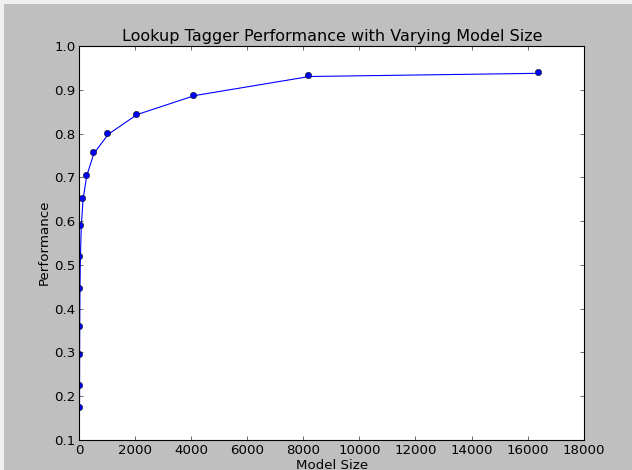 Lookup Tagger Performance with Varying Model Size
1.0
0.9
0.8
0.7
0.6
0.5
0.4
0.3
0.2
0.1
Performance
0 2000 4000 6000 8000 10000 12000 14000 16000 18000
Model Size